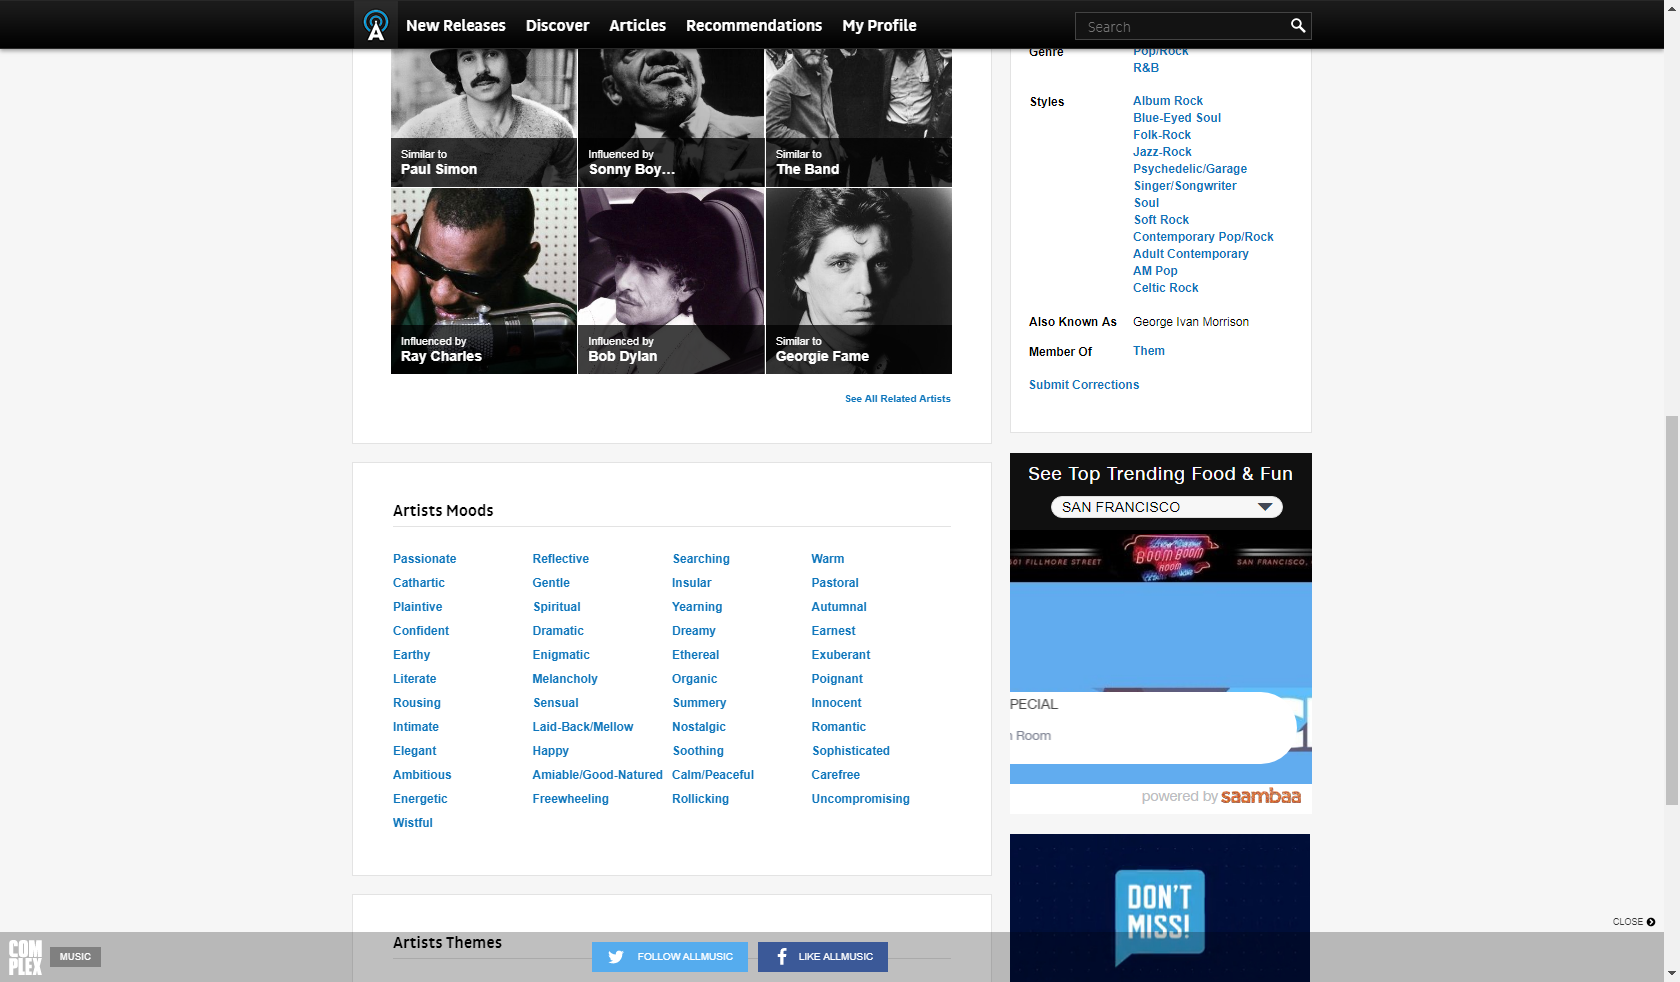 New Releases Discover Articles Recommendations My Profile Search
Similar to
Paul Simon
Influenced by
Sonny Boy...
Similar to
The Band
Influenced by
Ray Charles
Influenced by
Bob Dylan
Similar to
Georgie Fame
See All Related Artists
Genre Pop/Rock
R&B
Styles Album Rock
Blue-Eyed Soul
Folk-Rock
Jazz-Rock
Psychedelic/Garage
Singer/Songwriter
Soul
Soft Rock
Contemporary Pop/Rock
Adult Contemporary
AM Pop
Celtic Rock
Also Known As George Ivan Morrison
Member Of Them
Submit Corrections
Artists Moods
Passionate Reflective Searching Warm
Cathartic Gentle Insular Pastoral
Plaintive Spiritual Yearning Autumnal
Confident Dramatic Dreamy Earnest
Earthy Enigmatic Ethereal Exuberant
Literate Melancholy Organic Poignant
Rousing Sensual Summery Innocent
Intimate Laid-Back/Mellow Nostalgic Romantic
Elegant Happy Soothing Sophisticated
Ambitious Amiable/Good-Natured Calm/Peaceful Carefree
Energetic Freewheeling Rollicking Uncompromising
Wistful
See Top Trending Food & Fun
SAN FRANCISCO
601 FILLMORE STREET BOOM BOOM ROOM SAN FRANCISCO,
PECIAL
Room
powered by saambaa
DON'T
MISS!
CLOSE
Artists Themes
COM
PLEX
MUSIC
FOLLOW ALLMUSIC
LIKE ALLMUSIC